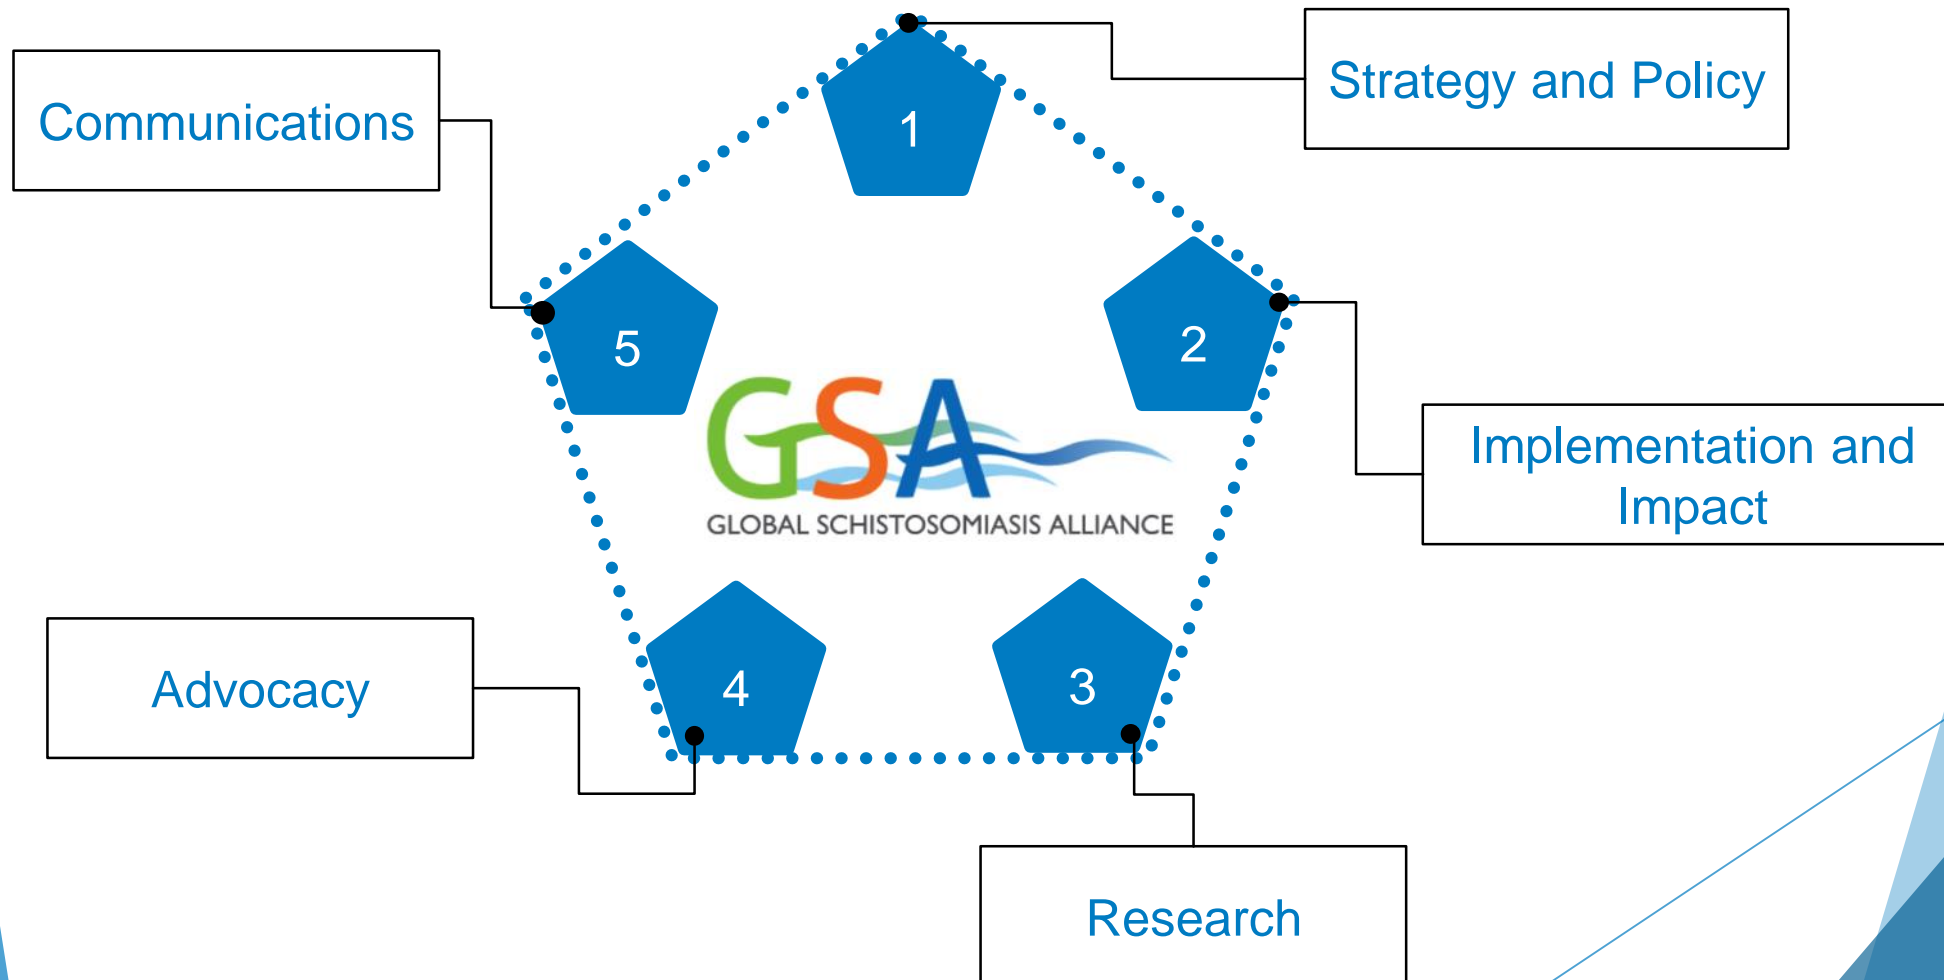 Communications
Strategy and Policy
1
5
2
GSA
GLOBAL SCHISTOSOMIASIS ALLIANCE
Implementation and
Impact
Advocacy
4
3
Research